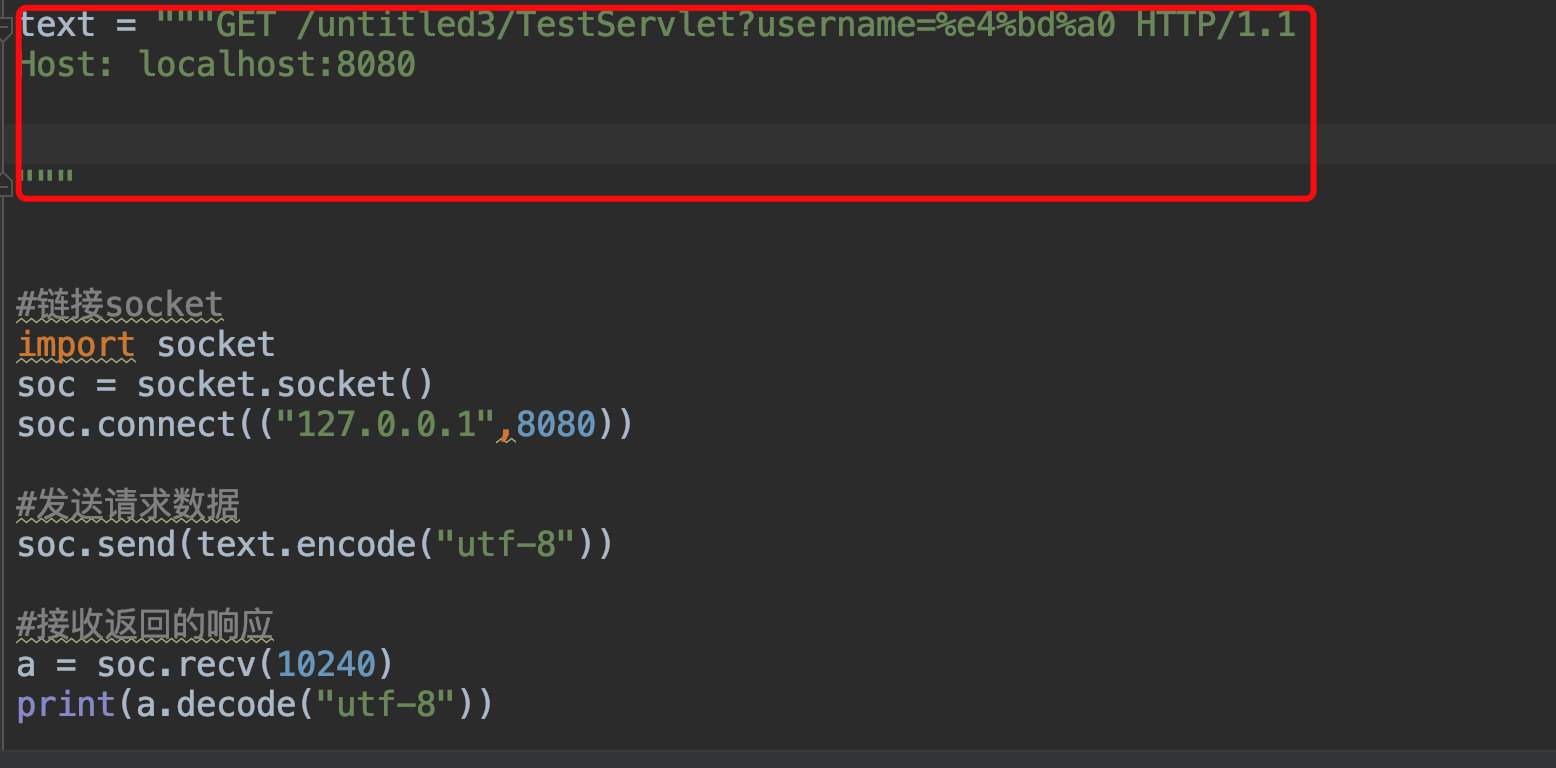 text = """GET /untitled3/TestServlet?username=%e4%bd%a0 HTTP/1.1
Host: localhost:8080
"""
#链接socket
import socket
soc = socket.socket()
soc.connect(("127.0.0.1",8080))
#发送请求数据
soc.send(text.encode("utf-8"))
#接收返回的响应
a = soc.recv(10240)
print(a.decode("utf-8"))